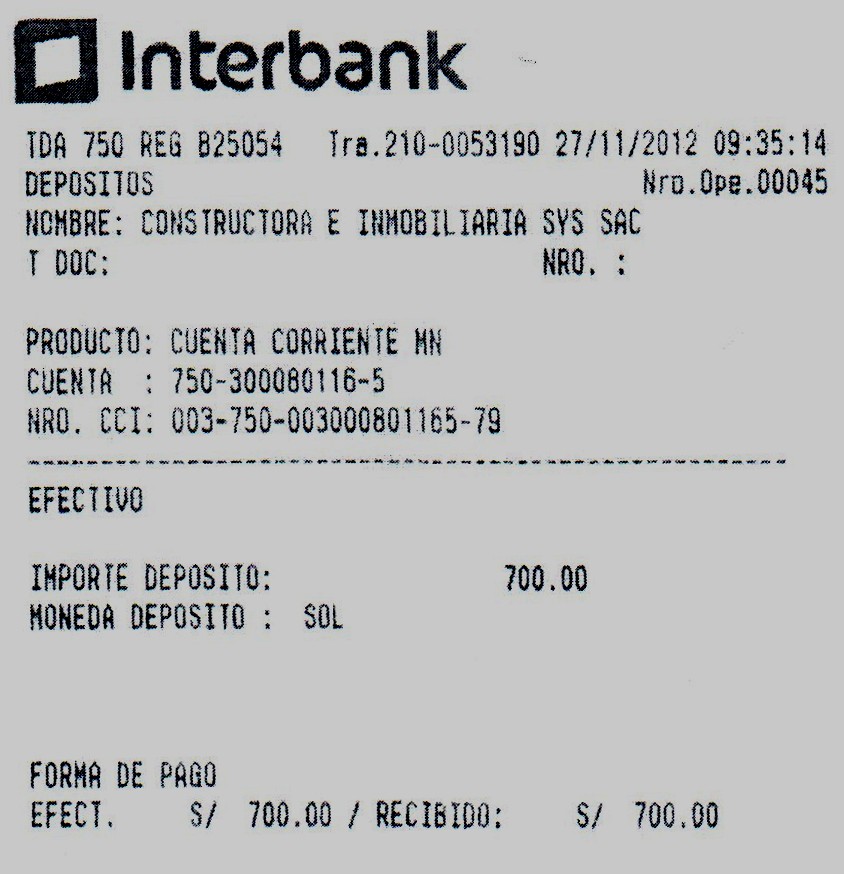 Interbank
TDA 750 REG B25054 Tra.210-0053190 27/11/2012 09:35:14
DEPOSITOS Nro.Ope.00045
NOMBRE: CONSTRUCTORA E INMOBILIARIA SYS SAC
T DOC: NRO. :
PRODUCTO: CUENTA CORRIENTE MN
CUENTA : 750-300080116-5
NRO. CCI: 003-750-003000801165-79
EFECTIVO
IMPORTE DEPOSITO: 700.00
MONEDA DEPOSITO : SOL
FORMA DE PAGO
EFECT. S/ 700.00 / RECIBIDO: S/ 700.00